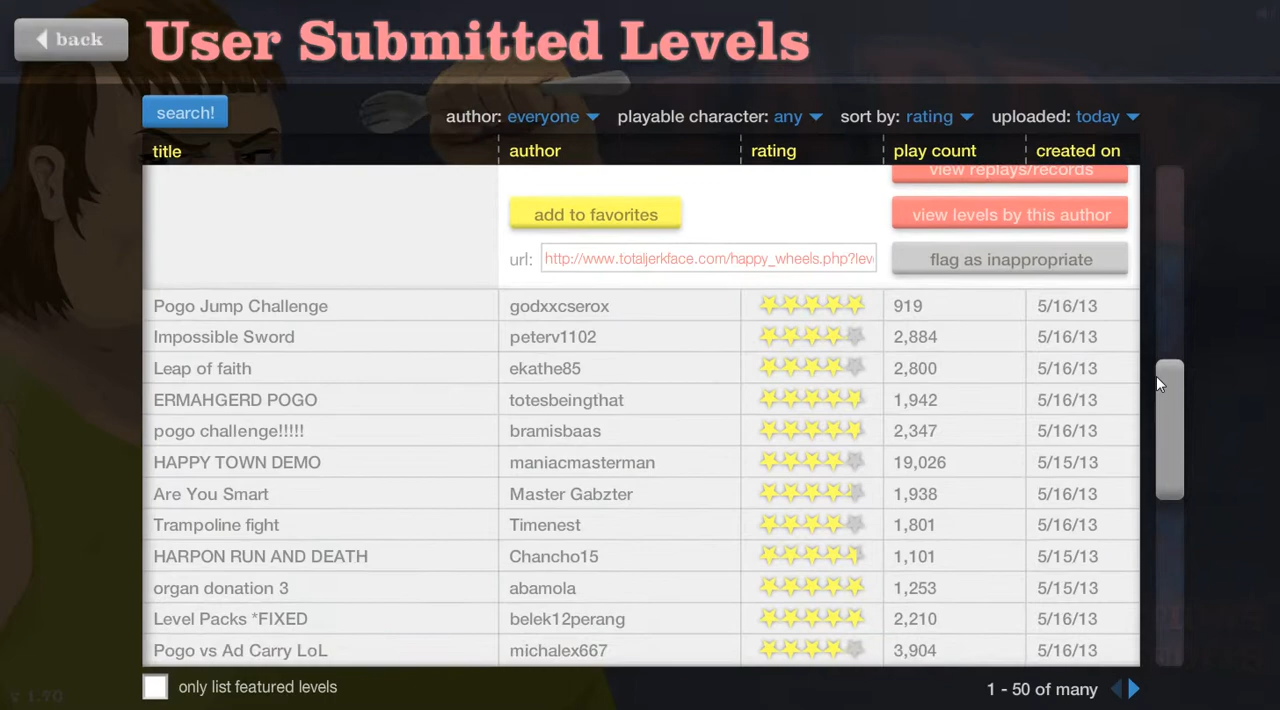 back
User Submitted Levels
search!
author: everyone playable character: any sort by: rating uploaded: today
title author rating play count created on
view replays/records
add to favorites view levels by this author
url: http://www.totaljerkface.com/happy_wheels.php?lev flag as inappropriate
Pogo Jump Challenge godxxcserox 919 5/16/13
Impossible Sword peterv1102 2,884 5/16/13
Leap of faith ekathe85 2,800 5/16/13
ERMAHGERD POGO totesbeingthat 1,942 5/16/13
pogo challenge!!!!! bramisbaas 2,347 5/16/13
HAPPY TOWN DEMO maniacmasterman 19,026 5/15/13
Are You Smart Master Gabzter 1,938 5/16/13
Trampoline fight Timenest 1,801 5/16/13
HARPON RUN AND DEATH Chancho15 1,101 5/15/13
organ donation 3 abamola 1,253 5/15/13
Level Packs *FIXED belek12perang 2,210 5/16/13
Pogo vs Ad Carry LoL michalex667 3,904 5/16/13
only list featured levels 1 - 50 of many
v 1.70